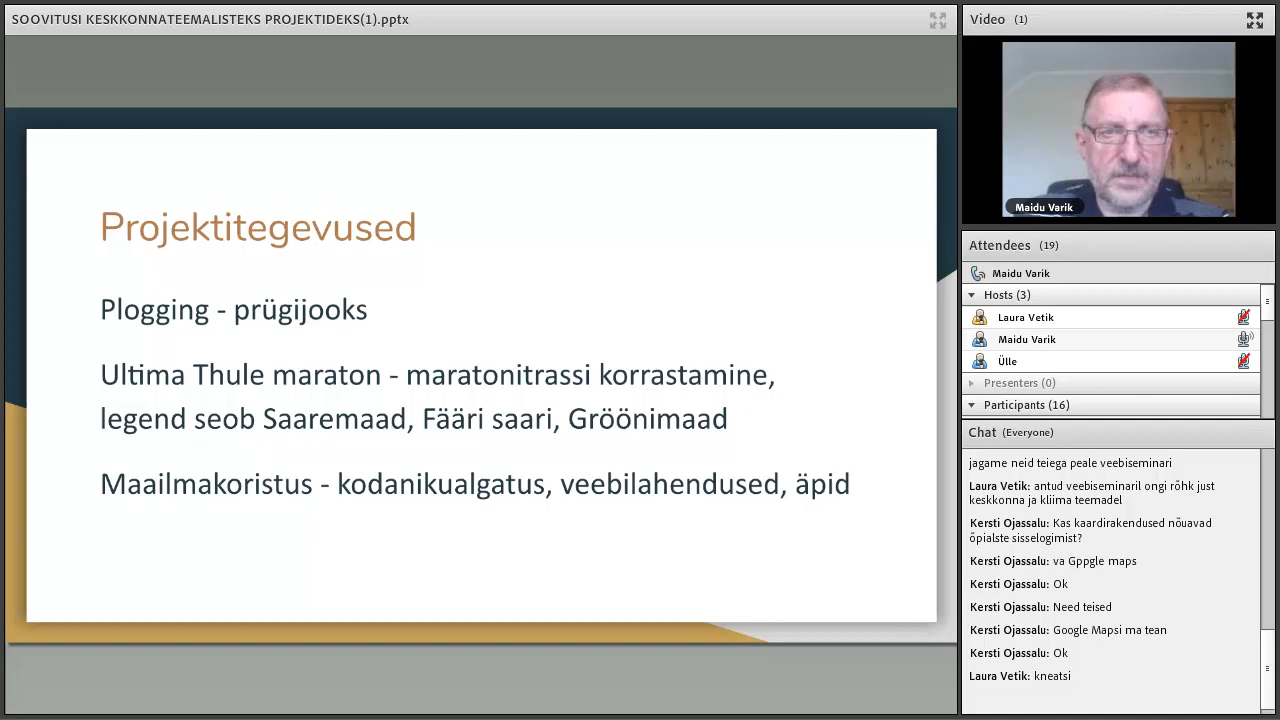 SOOVITUSI KESKKONNATEEMALISTEKS PROJEKTIDEKS(1).pptx
Projektitegevused
Plogging - prügijooks
Ultima Thule maraton - maratonitrassi korrastamine,
legend seob Saaremaad, Fääri saari, Gröönimaad
Maailmakoristus - kodanikualgatus, veebilahendused, äpid
Video (1)
Maidu Varik
Attendees (19)
Maidu Varik
Hosts (3)
Laura Vetik
Maidu Varik
Ülle
Presenters (0)
Participants (16)
Chat (Everyone)
jagame neid teiega peale veebiseminari
Laura Vetik: antud veebiseminaril ongi rõhk just
keskkonna ja kliima teemadel
Kersti Ojassalu: Kas kaardirakendused nõuavad
õpialste sisselogimist?
Kersti Ojassalu: va Gppgle maps
Kersti Ojassalu: Ok
Kersti Ojassalu: Need teised
Kersti Ojassalu: Google Mapsi ma tean
Kersti Ojassalu: Ok
Laura Vetik: kneatsi